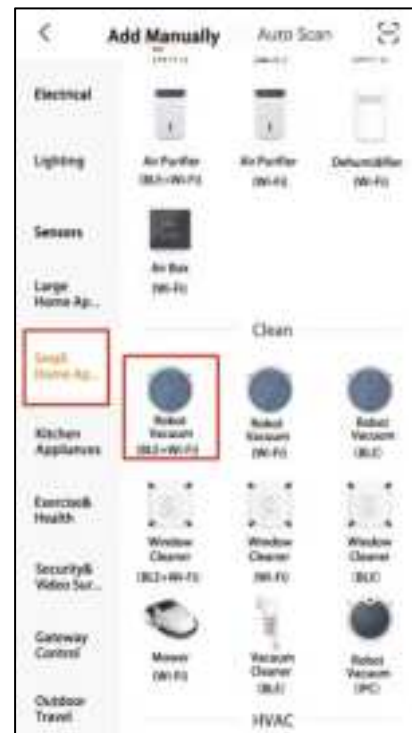 Add Manually
Auto Scan
Electrical
Lighting
Sensors
Large
Home Ap...
Small
Home Ap...
Kitchen
Appliances
Exercise&
Health
Security&
Video Sur...
Gateway
Control
Outdoor
Travel
Air Purifier
(BLE+Wi-Fi)
Air Purifier
(Wi-Fi)
Dehumidifier
(Wi-Fi)
Air Box
(Wi-Fi)
Clean
Robot
Vacuum
(BLE+Wi-Fi)
Robot
Vacuum
(Wi-Fi)
Robot
Vacuum
(BLE)
Window
Cleaner
(BLE+Wi-Fi)
Window
Cleaner
(Wi-Fi)
Window
Cleaner
(BLE)
Mower
(Wi-Fi)
Vacuum
Cleaner
(BLE)
Robot
Vacuum
(IPC)
HVAC